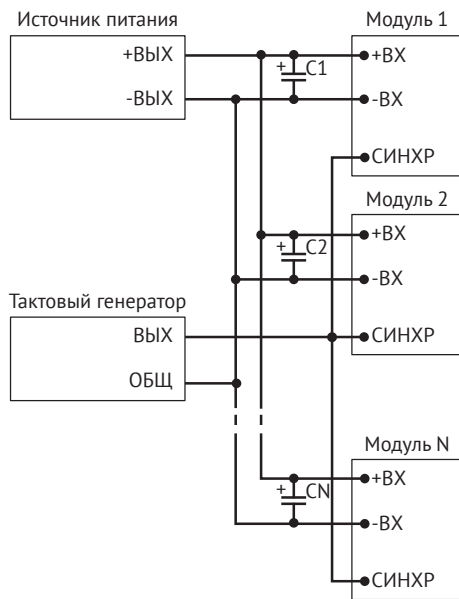 Источник питания
+ВЫХ
-ВЫХ
+
C1
Модуль 1
+ВХ
-ВХ
СИНХР
Модуль 2
+
C2
+ВХ
-ВХ
СИНХР
Тактовый генератор
ВЫХ
ОБЩ
Модуль N
+
CN
+ВХ
-ВХ
СИНХР